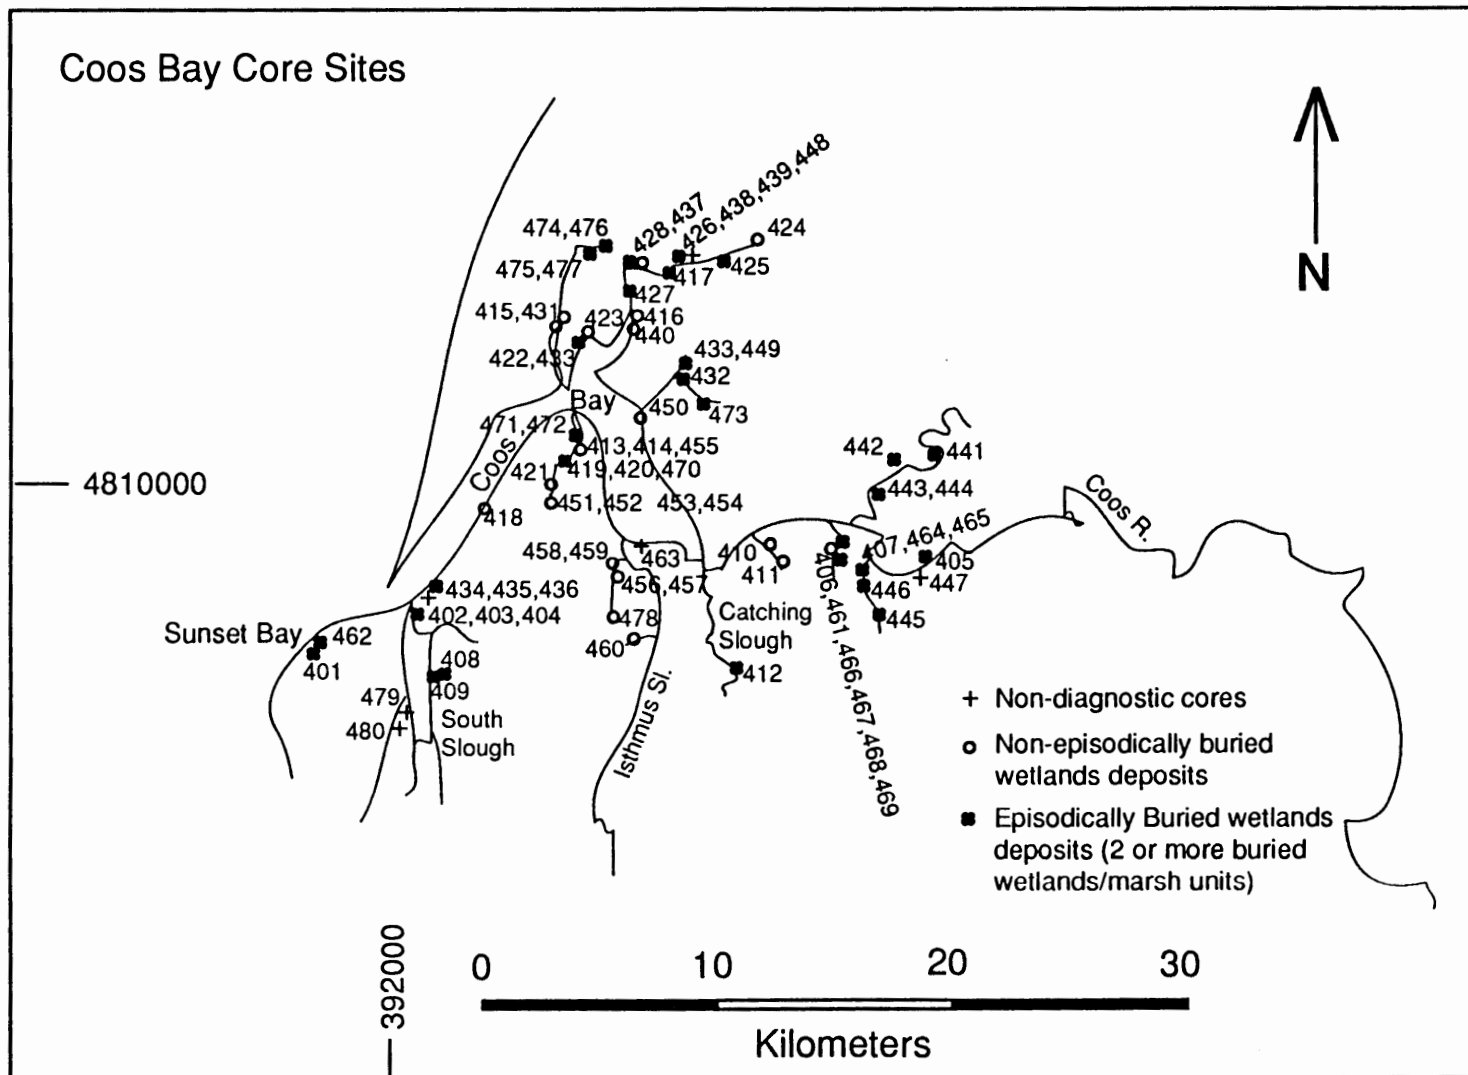 Coos Bay Core Sites
N
474,476
428,437
426,438,439,448
424
475,477
417
425
427
415,431
423
416
440
422,433
433,449
432
Bay
450
473
471,472
413,414,455
Coos
442
441
4810000
421
419,420,470
443,444
451,452
453,454
Coos R.
418
458,459
463
410
407,464,465
405
411
447
456,457
446
434,435,436
402,403,404
478
Catching
Slough
445
Sunset Bay
462
460
401
408
412
409
406,461,466,467,468,469
479
480
South
Slough
Isthmus Sl.
+ Non-diagnostic cores
Non-episodically buried
wetlands deposits
Episodically Buried wetlands
deposits (2 or more buried
wetlands/marsh units)
392000
0 10 20 30
Kilometers